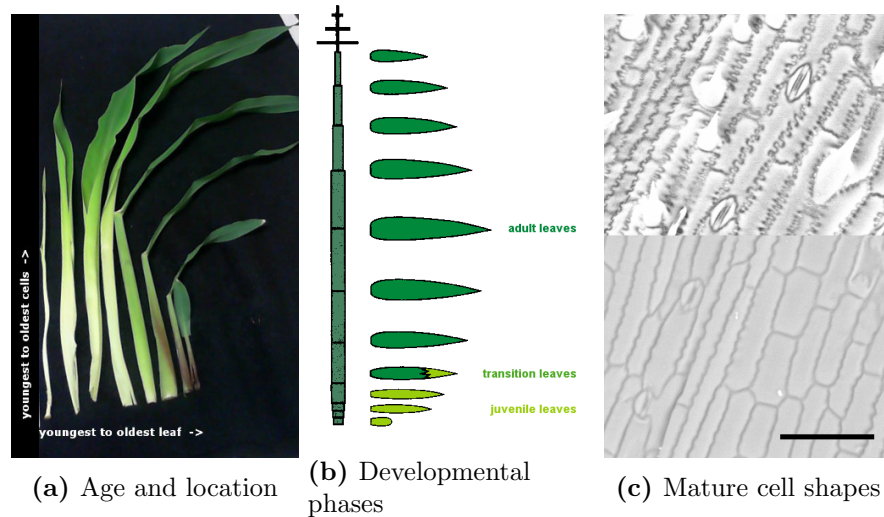 youngest to oldest cells ->
youngest to oldest leaf ->
adult leaves
transition leaves
juvenile leaves
(a) Age and location
(b) Developmental
phases
(c) Mature cell shapes